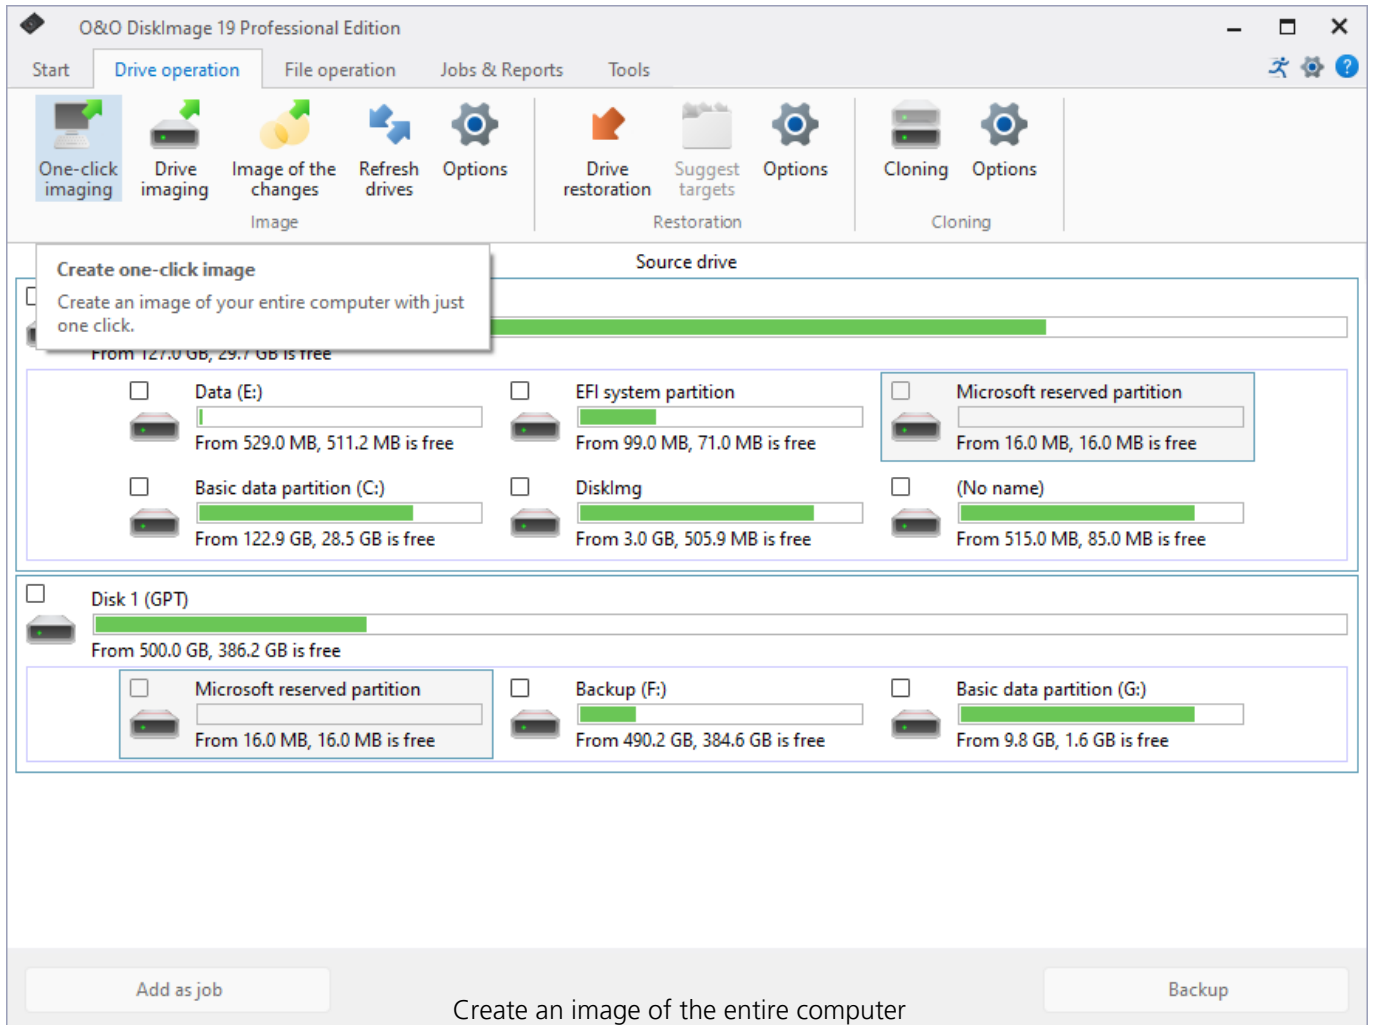 O&O DiskImage 19 Professional Edition
Start Drive operation File operation Jobs & Reports Tools
One-click imaging
Drive imaging
Image of the changes
Refresh drives
Options
Image
Drive restoration
Suggest targets
Options
Restoration
Cloning
Options
Cloning
Create one-click image
Create an image of your entire computer with just
one click.
Source drive
From 127.0 GB, 29.7 GB is free
Data (E:)
From 529.0 MB, 511.2 MB is free
EFI system partition
From 99.0 MB, 71.0 MB is free
Microsoft reserved partition
From 16.0 MB, 16.0 MB is free
Basic data partition (C:)
From 122.9 GB, 28.5 GB is free
DiskImg
From 3.0 GB, 505.9 MB is free
(No name)
From 515.0 MB, 85.0 MB is free
Disk 1 (GPT)
From 500.0 GB, 386.2 GB is free
Microsoft reserved partition
From 16.0 MB, 16.0 MB is free
Backup (F:)
From 490.2 GB, 384.6 GB is free
Basic data partition (G:)
From 9.8 GB, 1.6 GB is free
Add as job
Backup
Create an image of the entire computer